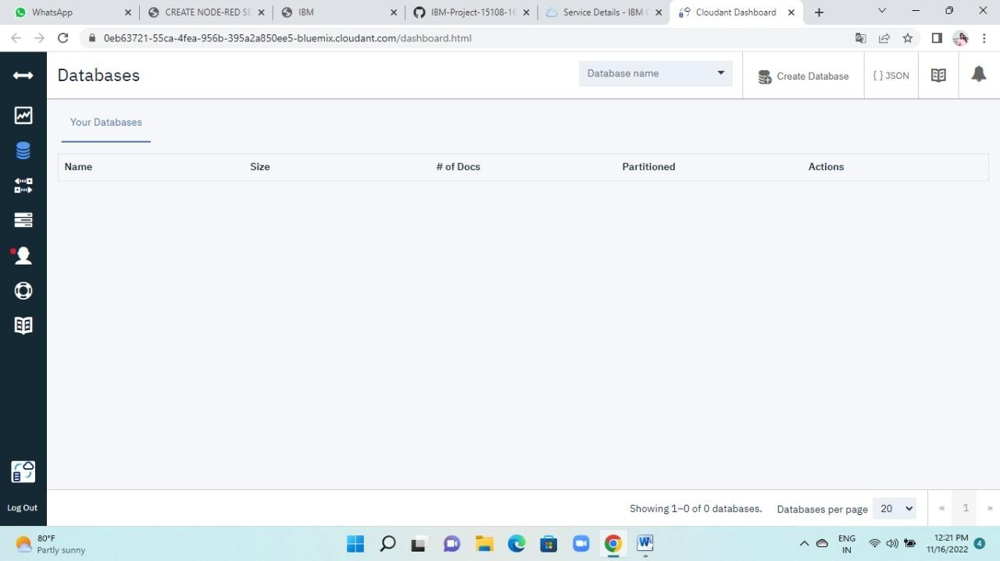 WhatsApp
CREATE NODE-RED SE
IBM
IBM-Project-15108-16
Service Details - IBM C
Cloudant Dashboard
0eb63721-55ca-4fea-956b-395a2a850ee5-bluemix.cloudant.com/dashboard.html
Databases
Database name
Create Database
{ } JSON
Your Databases
Name Size # of Docs Partitioned Actions
Log Out
Showing 1–0 of 0 databases.
Databases per page 20
« 1 »
80°F
Partly sunny
W
ENG
IN
12:21 PM
11/16/2022
4